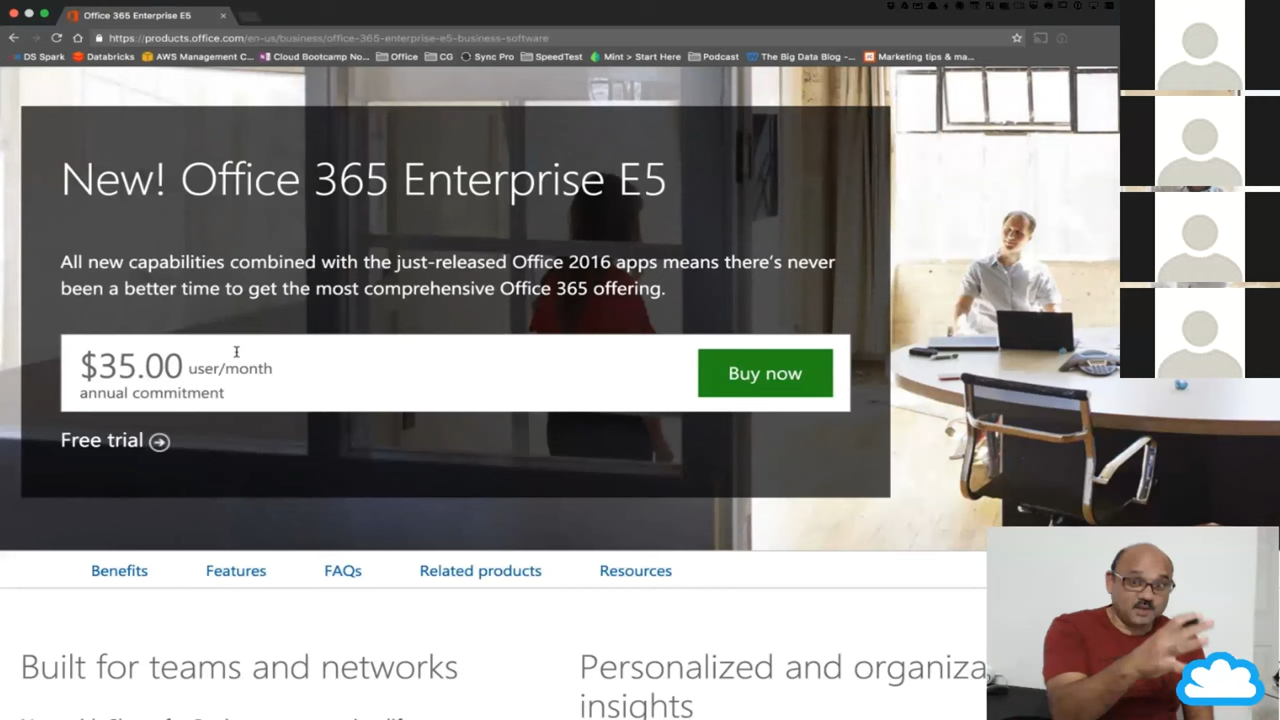 Office 365 Enterprise E5
https://products.office.com/en-us/business/office-365-enterprise-e5-business-software
DS Spark Databricks AWS Management C... Cloud Bootcamp No... Office CG Sync Pro SpeedTest Mint > Start Here Podcast The Big Data Blog -... Marketing tips & ma...
New! Office 365 Enterprise E5
All new capabilities combined with the just-released Office 2016 apps means there's never
been a better time to get the most comprehensive Office 365 offering.
$35.00 user/month
annual commitment
Buy now
Free trial
Benefits Features FAQs Related products Resources
Built for teams and networks
Personalized and organiza
insights